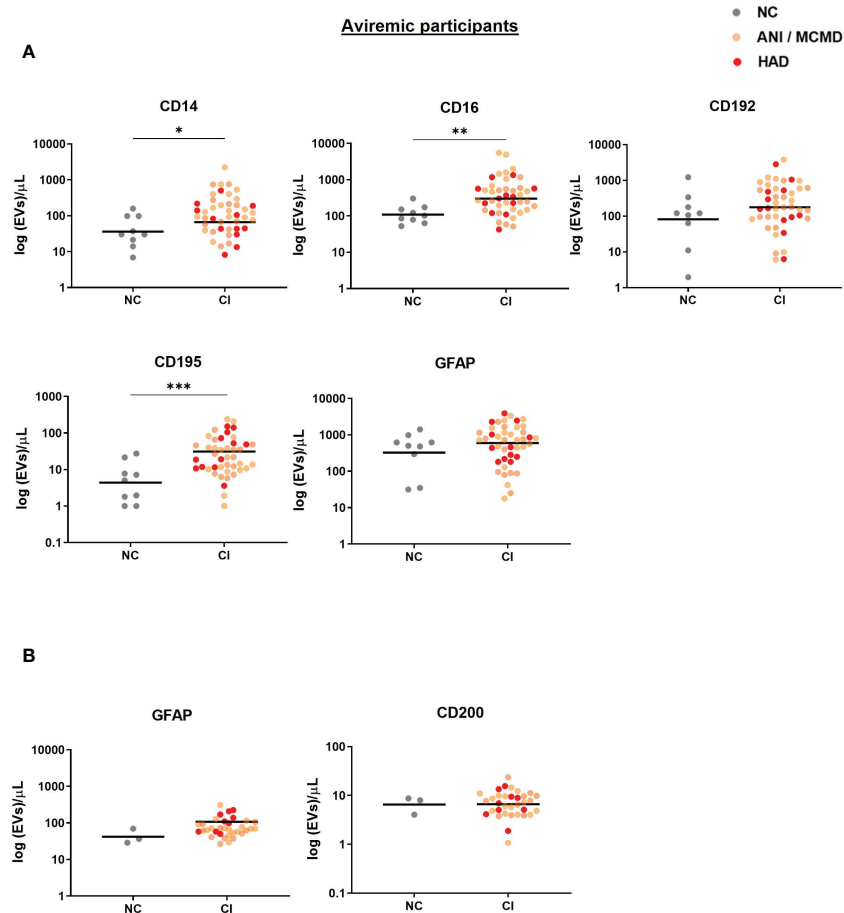 Aviremic participants
NC
ANI / MCMD
HAD
A
CD14
*
log (EVs)/μL
10000
1000
100
10
1
NC CI
CD16
**
log (EVs)/μL
10000
1000
100
10
1
NC CI
CD192
log (EVs)/μL
10000
1000
100
10
1
NC CI
CD195
***
log (EVs)/μL
1000
100
10
1
0.1
NC CI
GFAP
log (EVs)/μL
10000
1000
100
10
1
NC CI
B
GFAP
log (EVs)/μL
10000
1000
100
10
1
NC CI
CD200
log (EVs)/μL
100
10
1
0.1
NC CI